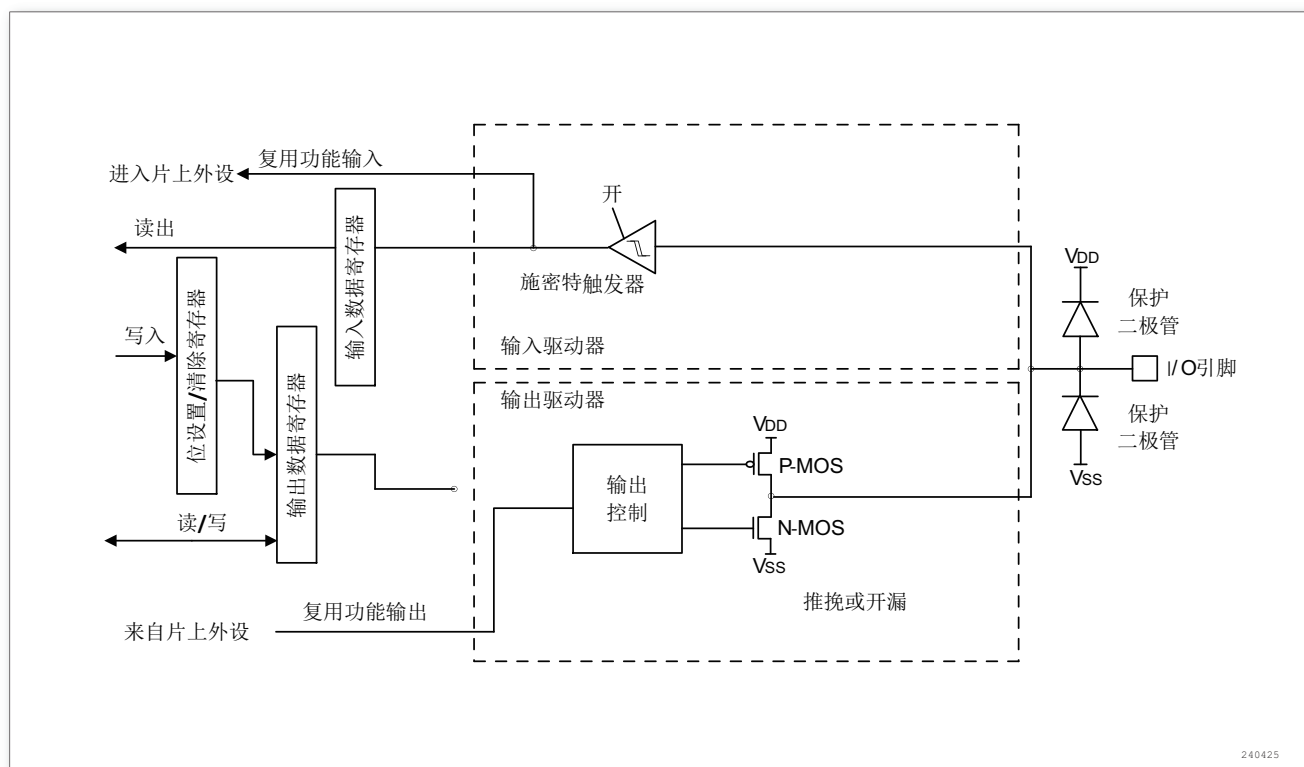 复用功能输入
进入片上外设
读出
开
施密特触发器
输入数据寄存器
写入
位设置/清除寄存器
输出数据寄存器
读/写
输入驱动器
输出驱动器
VDD
保护
二极管
I/O引脚
保护
二极管
VSS
VDD
P-MOS
输出
控制
N-MOS
VSS
推挽或开漏
复用功能输出
来自片上外设
240425